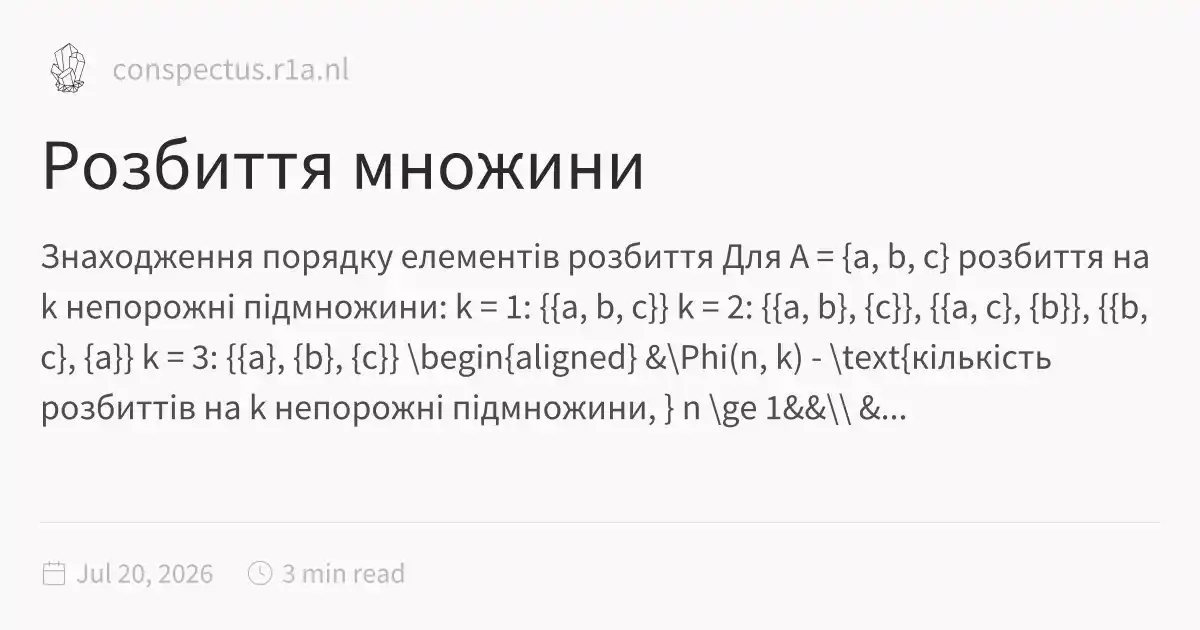 conspectus.r1a.nl
Розбиття множини
Знаходження порядку елементів розбиття Для A = {a, b, c} розбиття на
k непорожні підмножини: k = 1: {{a, b, c}} k = 2: {{a, b}, {c}}, {{a, c}, {b}}, {{b,
c}, {a}} k = 3: {{a}, {b}, {c}} \begin{aligned} &\Phi(n, k) - \text{кількість
розбиттів на k непорожні підмножини, } n \ge 1&&\\ &...
Jul 20, 2026 3 min read